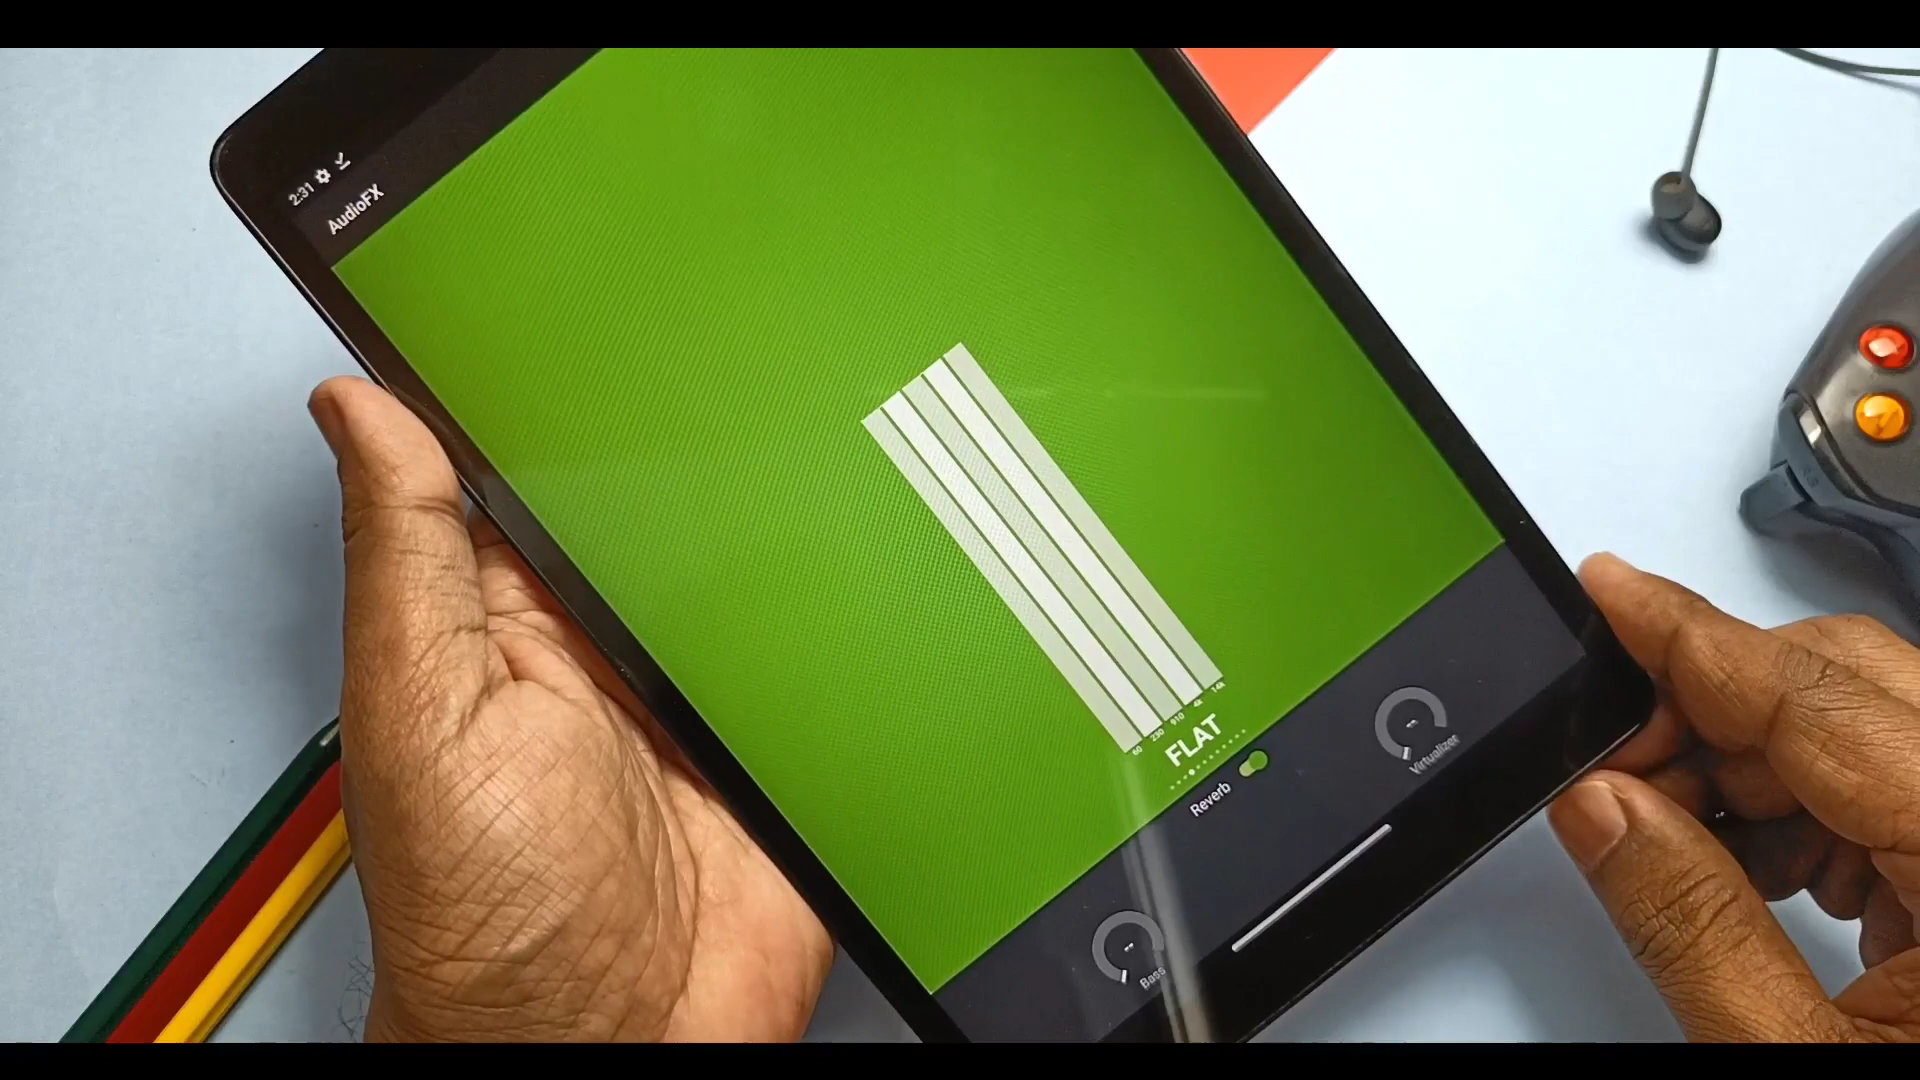 2:31
AudioFX
60 230 910 4k 14k
FLAT
Reverb
Virtualizer
Bass